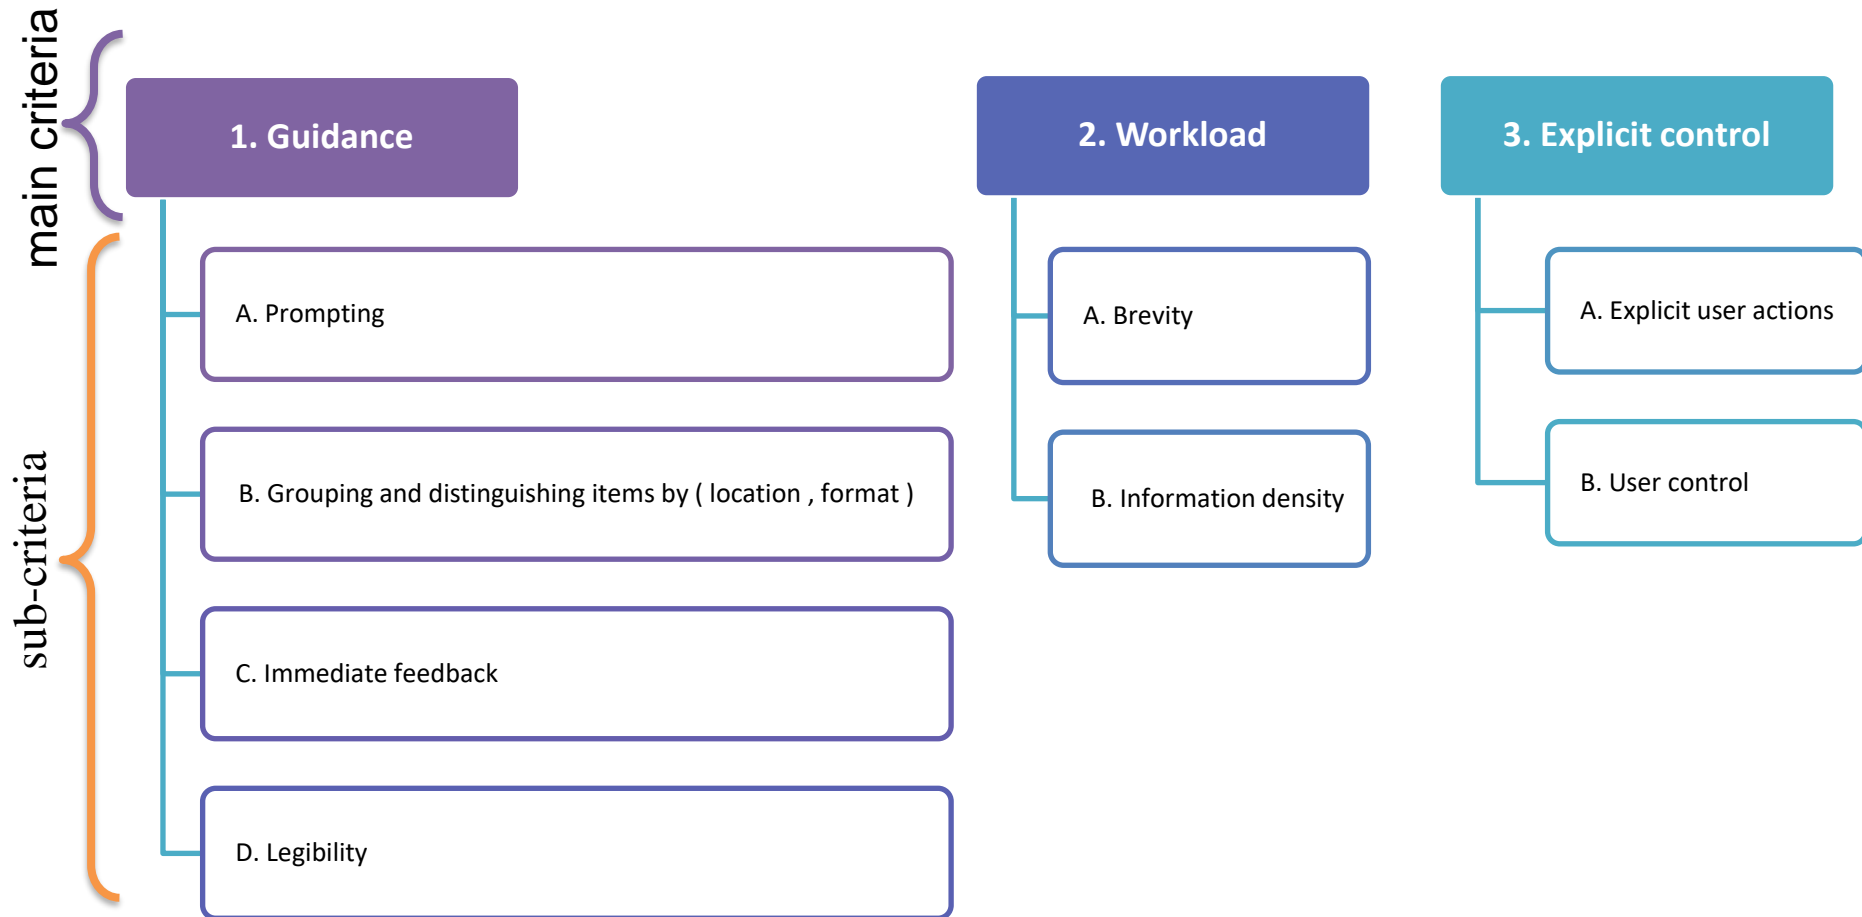 main criteria
sub-criteria
1. Guidance
A. Prompting
B. Grouping and distinguishing items by ( location , format )
C. Immediate feedback
D. Legibility
2. Workload
A. Brevity
B. Information density
3. Explicit control
A. Explicit user actions
B. User control